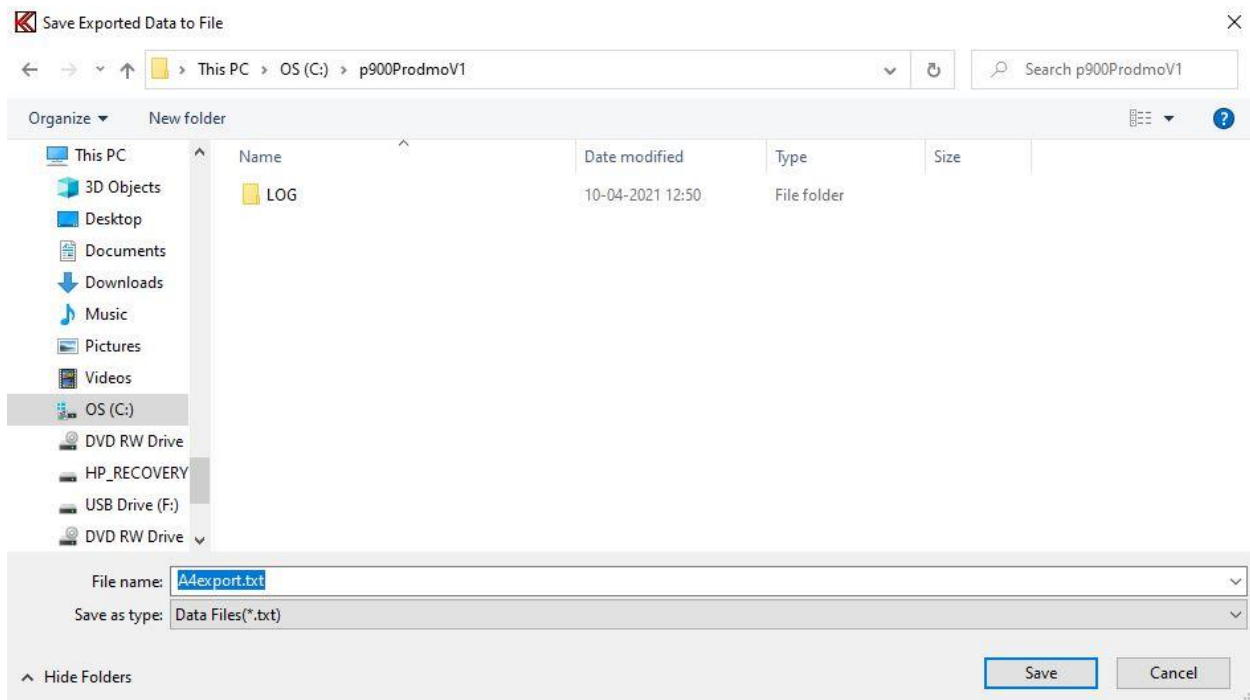 Save Exported Data to File
This PC > OS (C:) > p900ProdmoV1
Search p900ProdmoV1
Organize
New folder
This PC
3D Objects
Desktop
Documents
Downloads
Music
Pictures
Videos
OS (C:)
DVD RW Drive
HP_RECOVERY
USB Drive (F:)
DVD RW Drive
Name Date modified Type Size
LOG 10-04-2021 12:50 File folder
File name: A4export.txt
Save as type: Data Files(*.txt)
Hide Folders
Save
Cancel